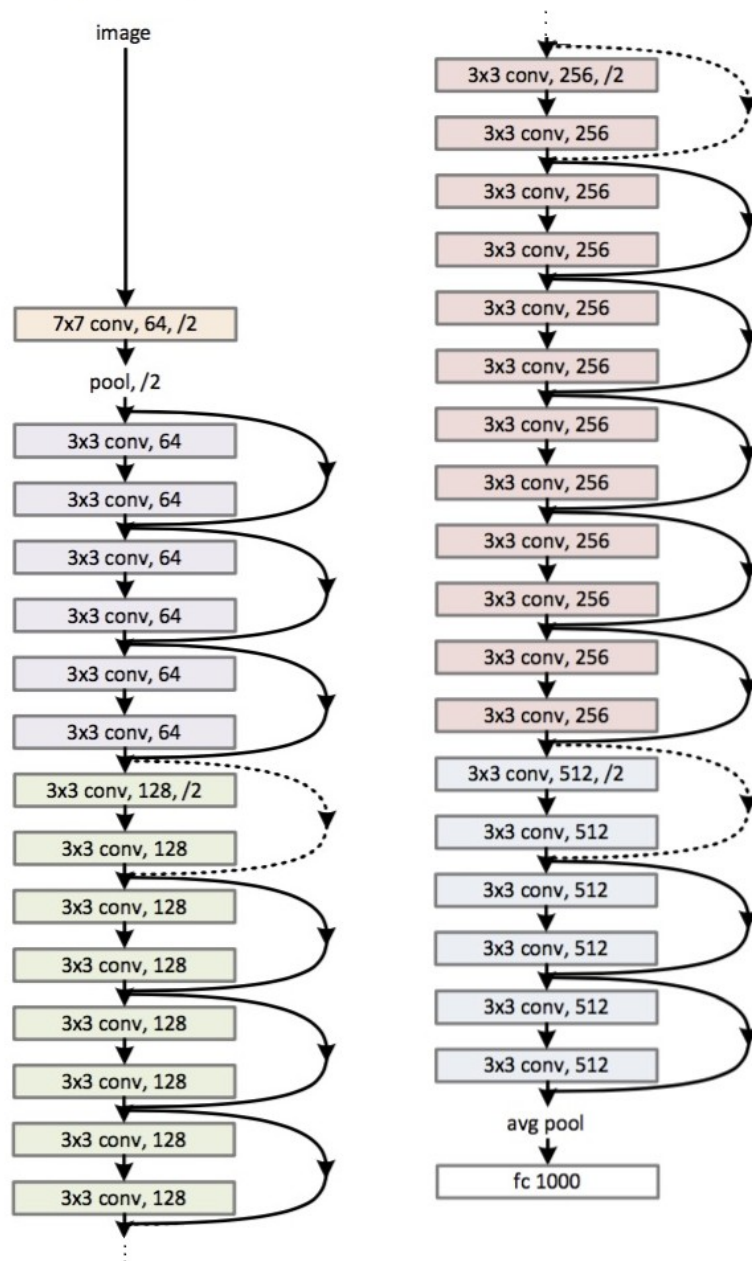 image
7x7 conv, 64, /2
pool, /2
3x3 conv, 64
3x3 conv, 64
3x3 conv, 64
3x3 conv, 64
3x3 conv, 64
3x3 conv, 64
3x3 conv, 128, /2
3x3 conv, 128
3x3 conv, 128
3x3 conv, 128
3x3 conv, 128
3x3 conv, 128
3x3 conv, 128
3x3 conv, 128
3x3 conv, 256, /2
3x3 conv, 256
3x3 conv, 256
3x3 conv, 256
3x3 conv, 256
3x3 conv, 256
3x3 conv, 256
3x3 conv, 256
3x3 conv, 256
3x3 conv, 256
3x3 conv, 256
3x3 conv, 256
3x3 conv, 512, /2
3x3 conv, 512
3x3 conv, 512
3x3 conv, 512
3x3 conv, 512
3x3 conv, 512
avg pool
fc 1000